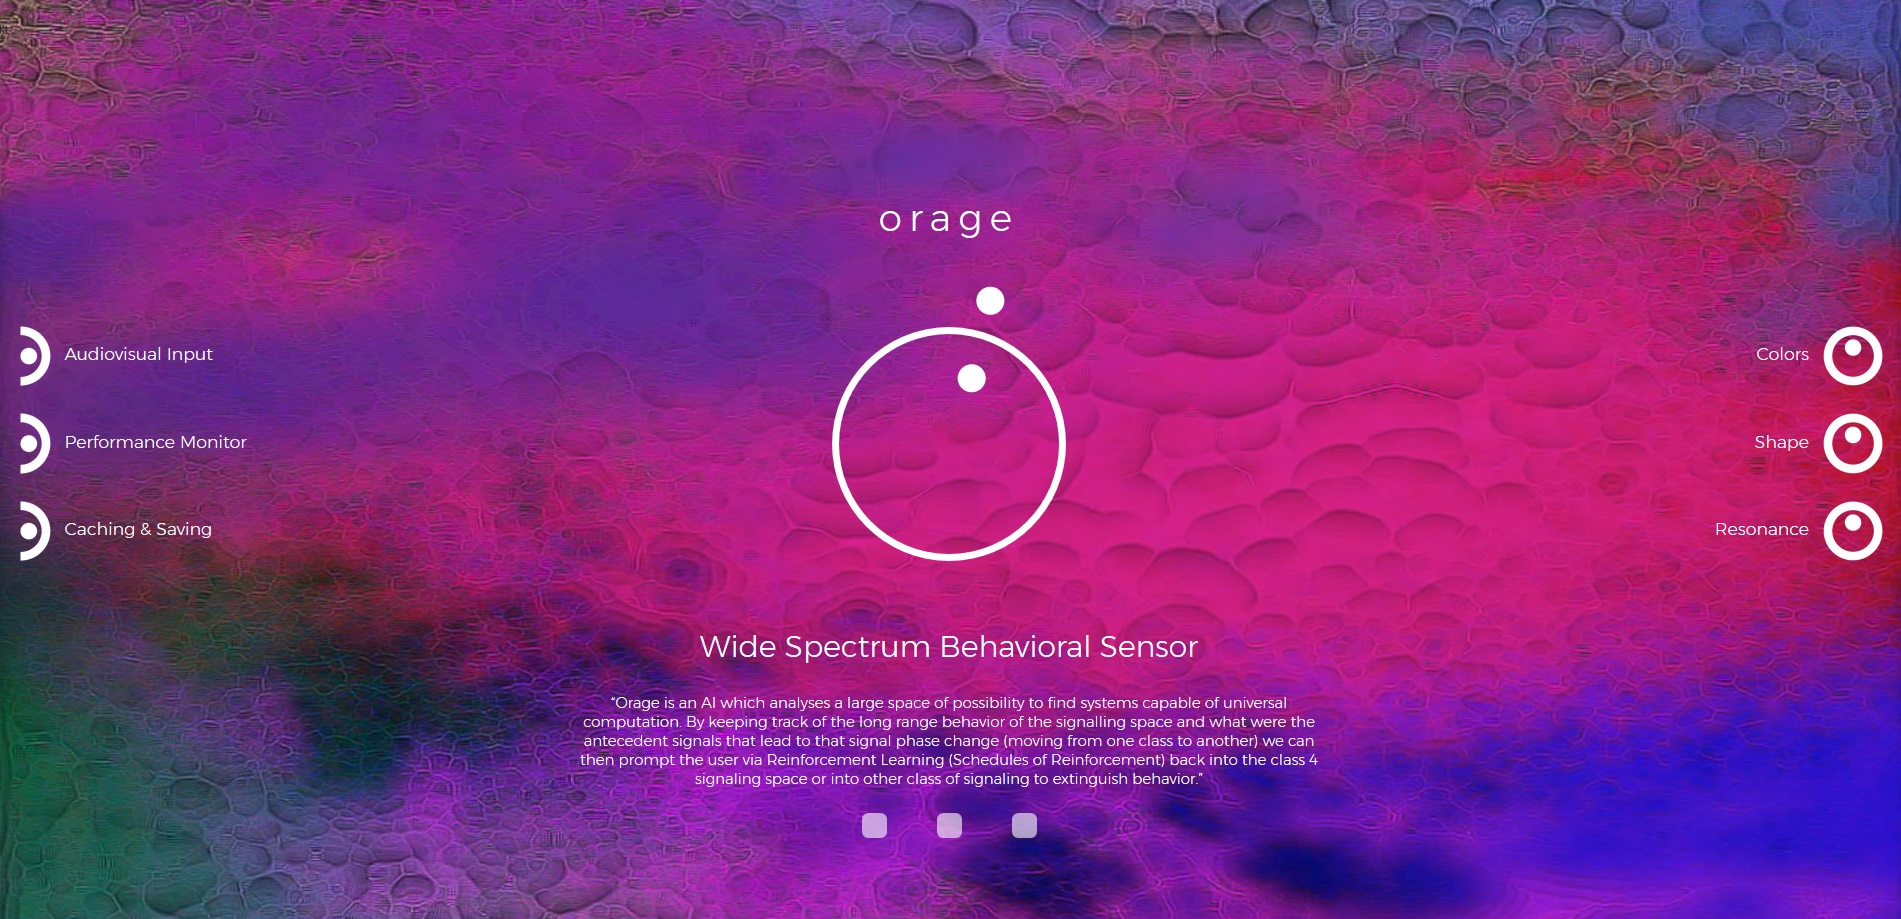 orage
Audiovisual Input
Performance Monitor
Caching & Saving
Colors
Shape
Resonance
Wide Spectrum Behavioral Sensor
“Orage is an AI which analyses a large space of possibility to find systems capable of universal
computation. By keeping track of the long range behavior of the signalling space and what were the
antecedent signals that lead to that signal phase change (moving from one class to another) we can
then prompt the user via Reinforcement Learning (Schedules of Reinforcement) back into the class 4
signaling space or into other class of signaling to extinguish behavior.”